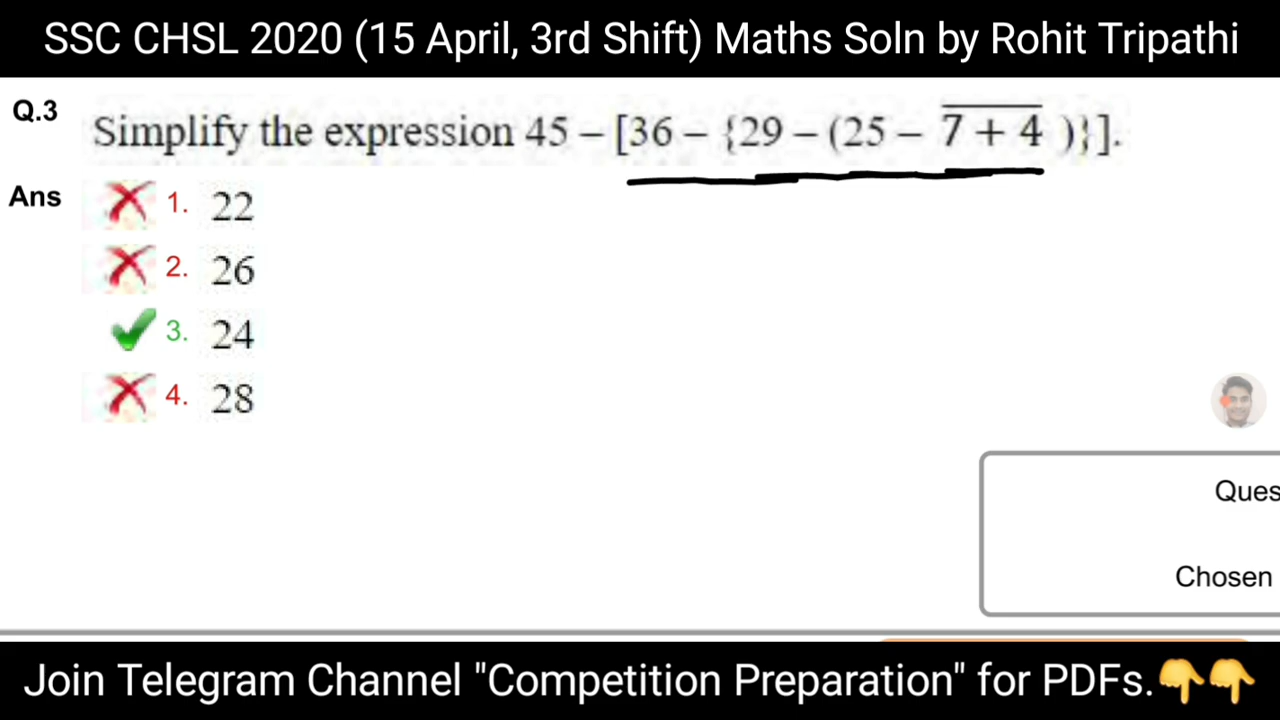 SSC CHSL 2020 (15 April, 3rd Shift) Maths Soln by Rohit Tripathi
Q.3 Simplify the expression 45 – [36 – {29 – (25 – 7 + 4̅ )}].
Ans 1. 22
2. 26
3. 24
4. 28
Ques
Chosen
Join Telegram Channel "Competition Preparation" for PDFs.👇👇